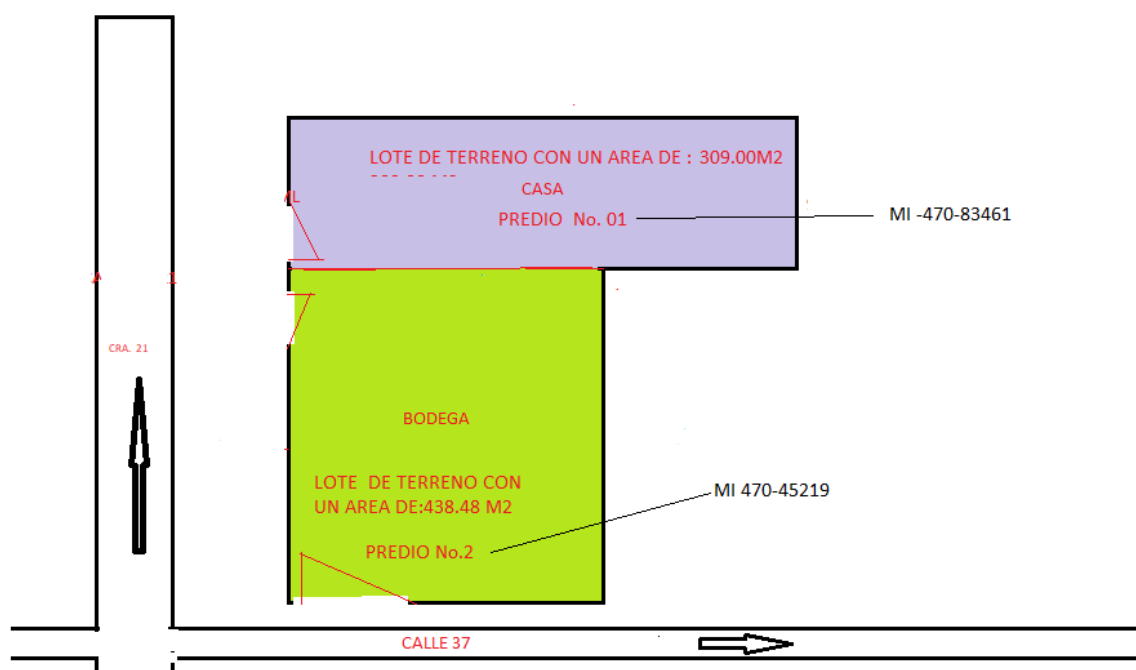 LOTE DE TERRENO CON UN AREA DE : 309.00M2
CASA
PREDIO No. 01
MI -470-83461
CRA. 21
BODEGA
LOTE DE TERRENO CON
UN AREA DE:438.48 M2
MI 470-45219
PREDIO No.2
CALLE 37